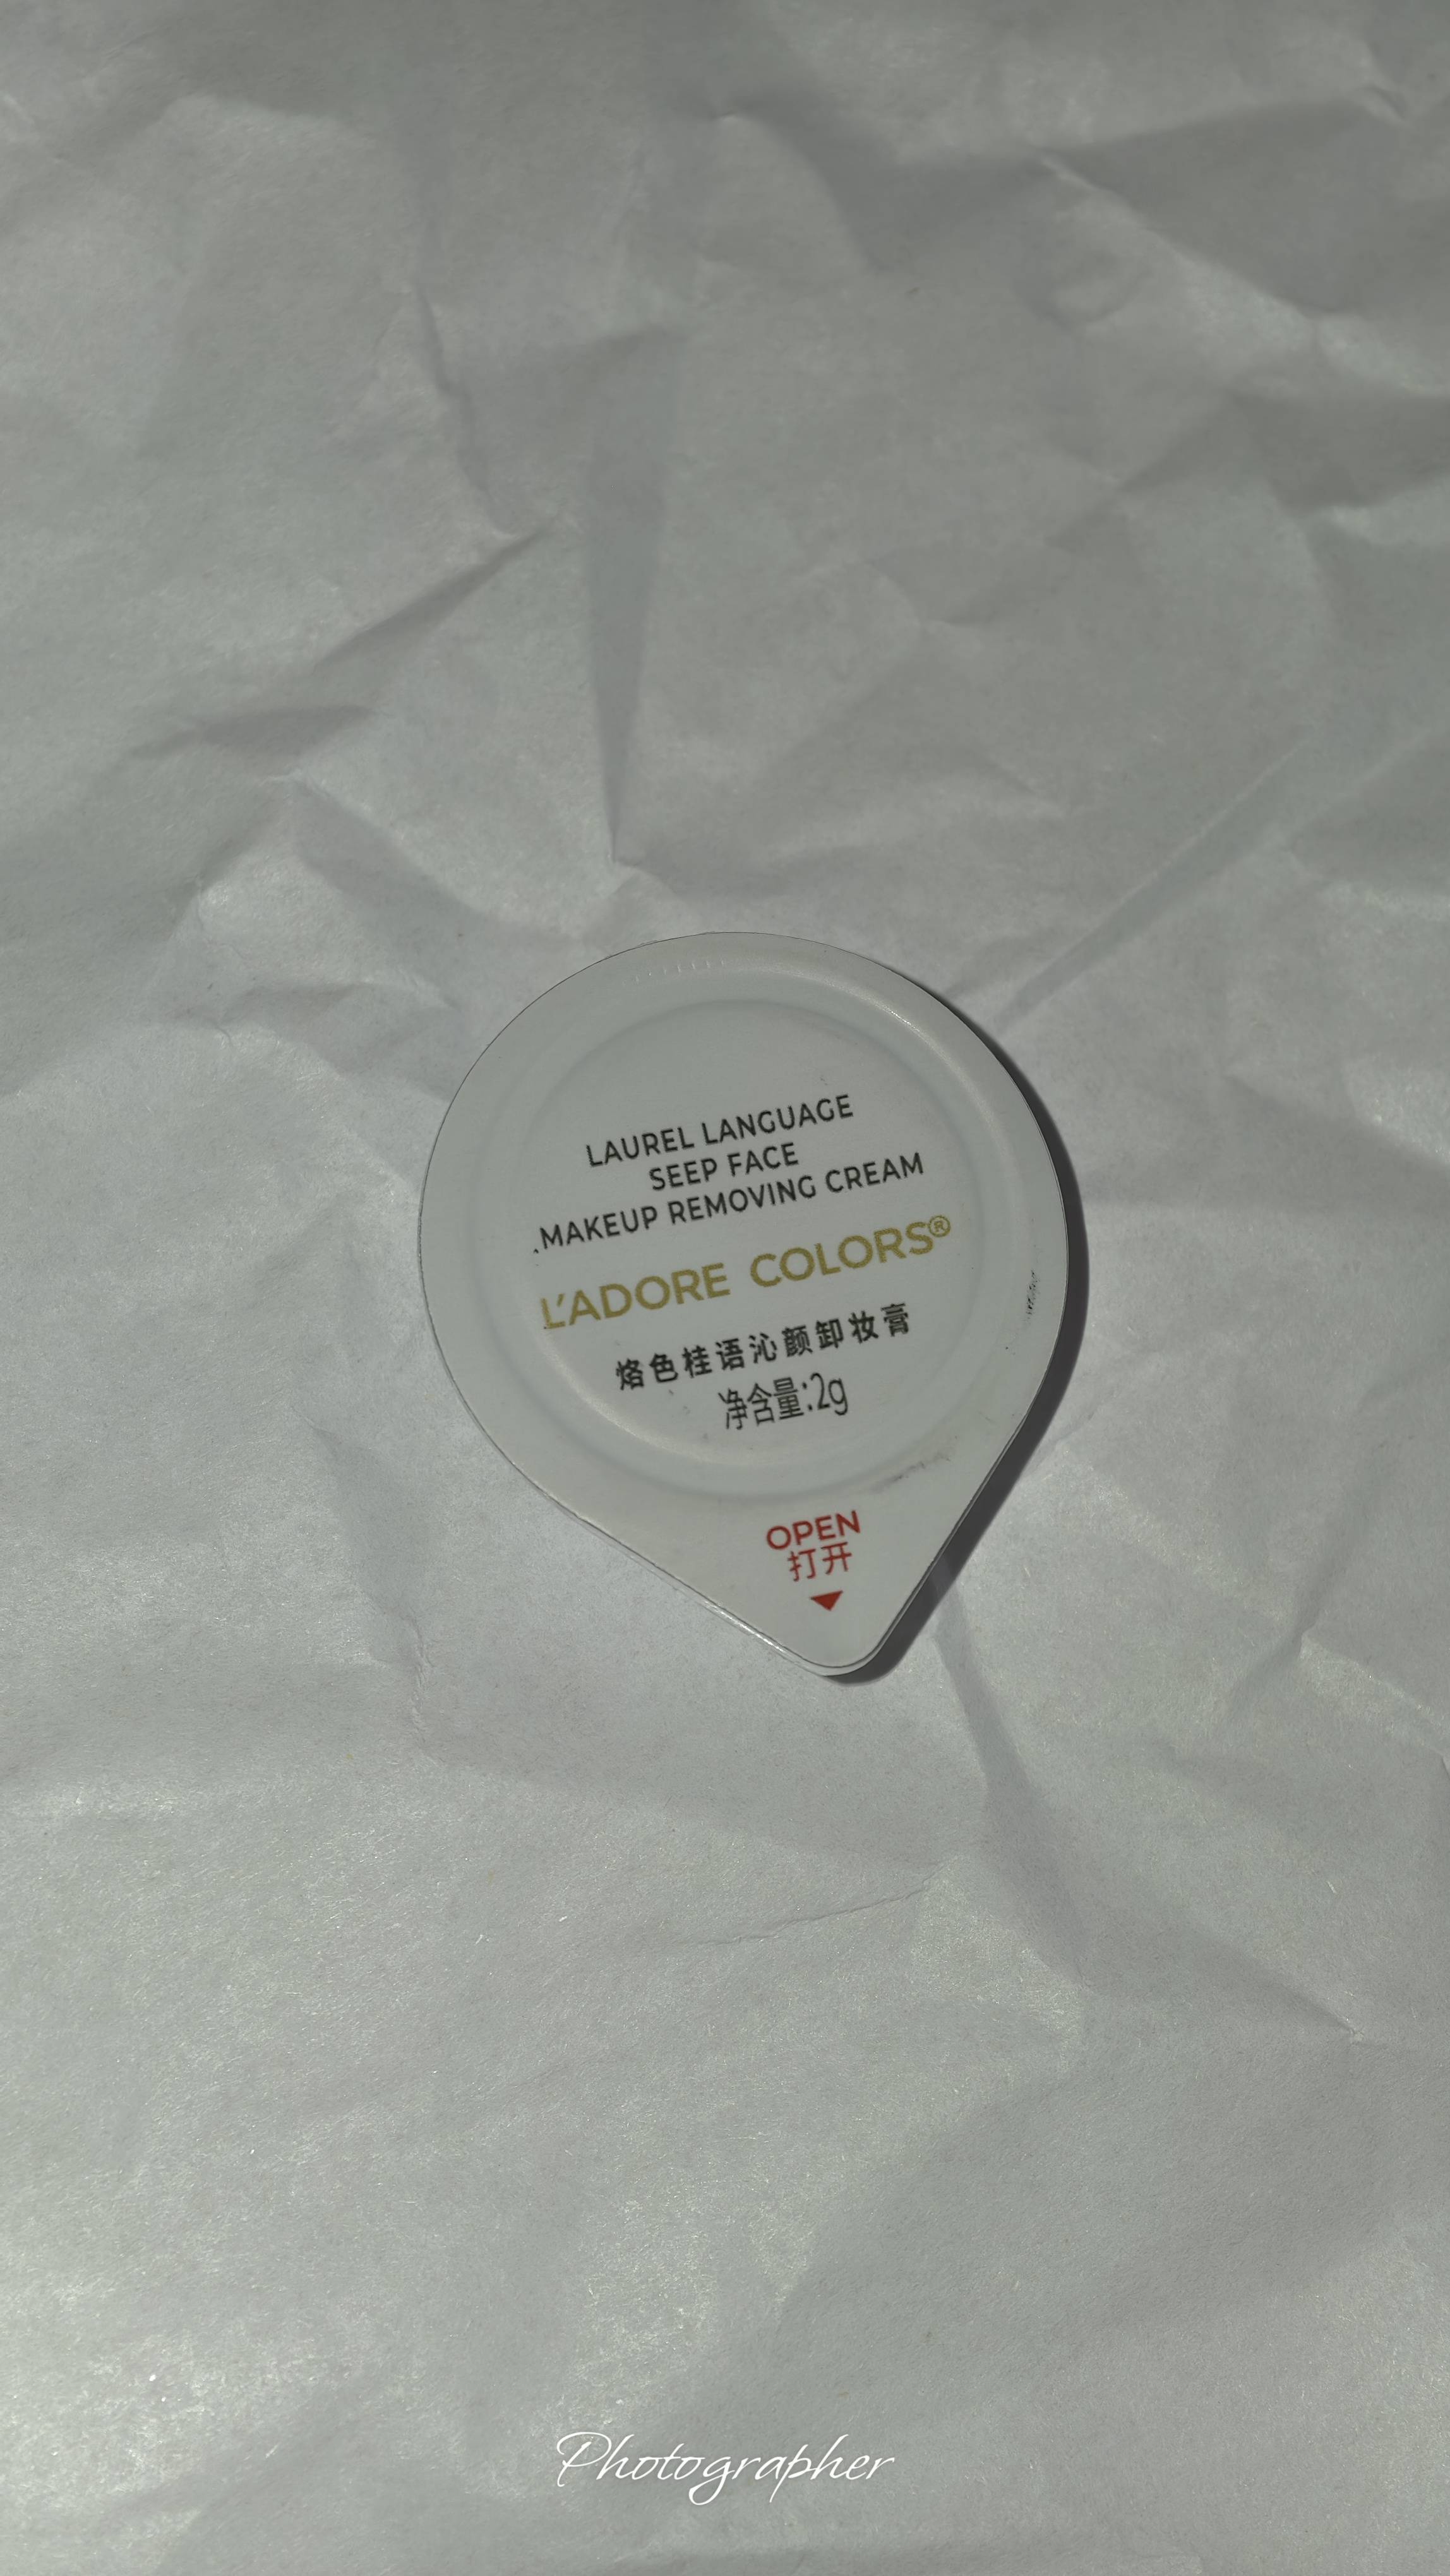 LAUREL LANGUAGE
SEEP FACE
MAKEUP REMOVING CREAM
L'ADORE COLORS®
烙色桂语沁颜卸妆膏
净含量:2g
OPEN
打开
Photographer